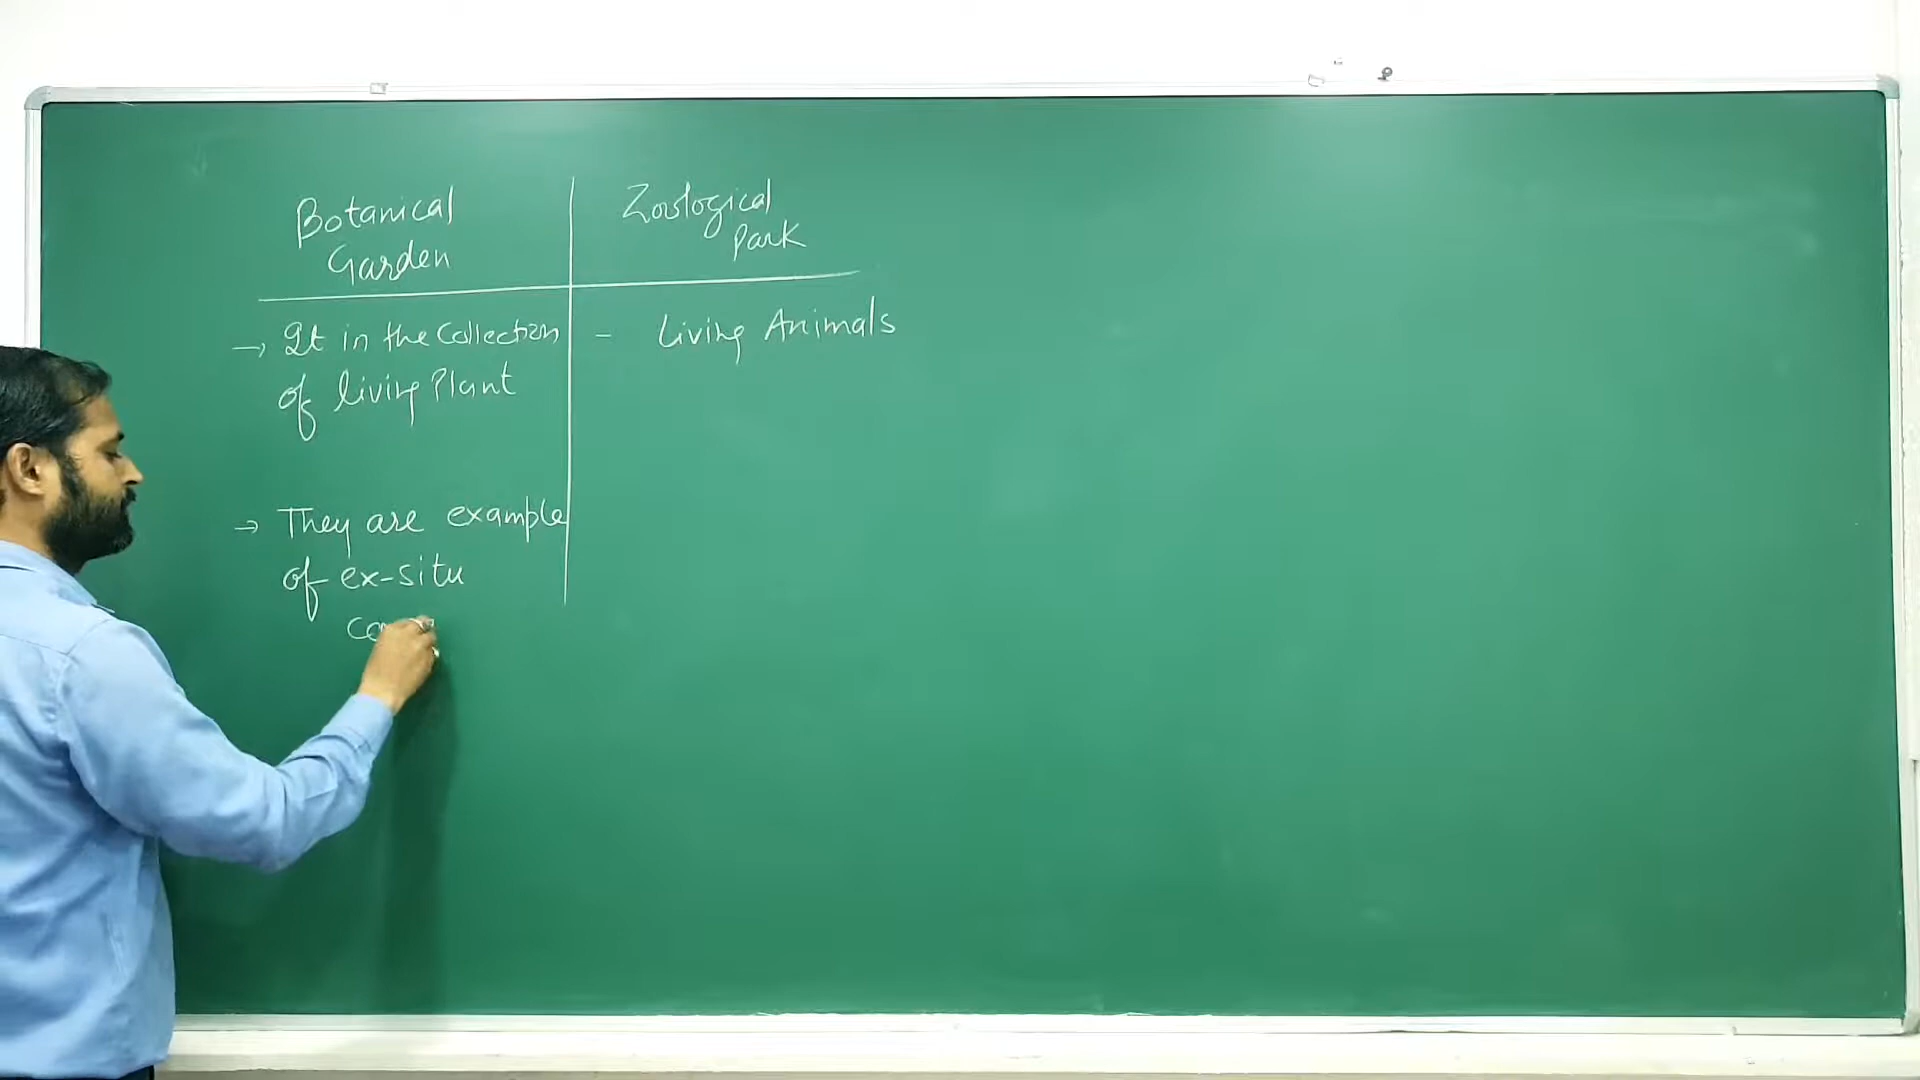 Botanical
Garden
Zoological
Park
→ It in the Collection
of living Plant
- Living Animals
→ They are example
of ex-situ